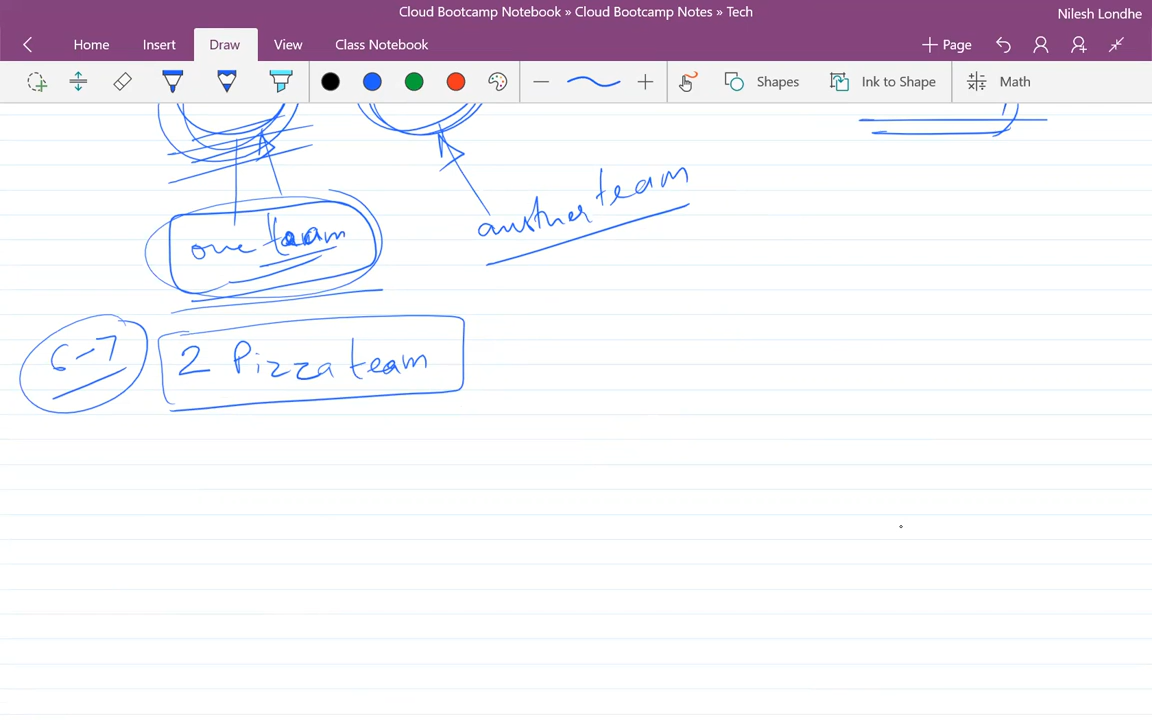 Cloud Bootcamp Notebook » Cloud Bootcamp Notes » Tech
Nilesh Londhe
Home Insert Draw View Class Notebook Page
Shapes Ink to Shape Math
another team
one team
6-7 2 Pizza team